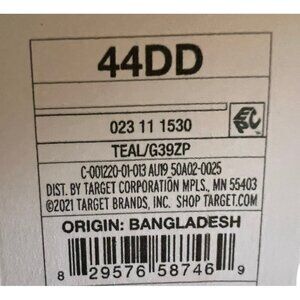 44DD
023 11 1530
EPC
TEAL/G39ZP
C-001220-01-013 AU19 50A02-0025
DIST. BY TARGET CORPORATION MPLS., MN 55403
©2021 TARGET BRANDS, INC. SHOP TARGET.COM
ORIGIN: BANGLADESH
8 29576 58746 9